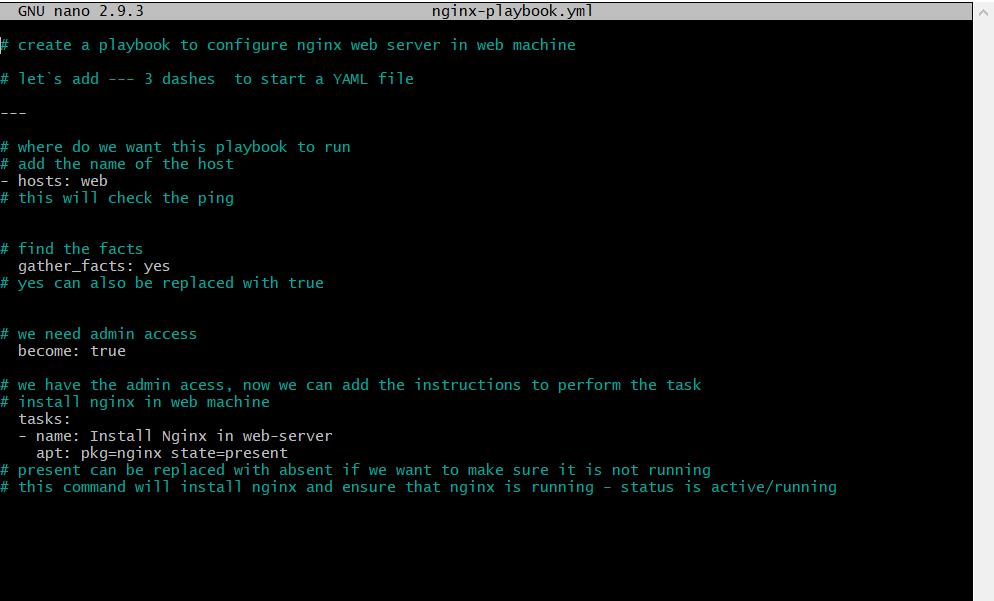 GNU nano 2.9.3 nginx-playbook.yml
# create a playbook to configure nginx web server in web machine
# let`s add --- 3 dashes  to start a YAML file
---
# where do we want this playbook to run
# add the name of the host
- hosts: web
# this will check the ping
# find the facts
  gather_facts: yes
# yes can also be replaced with true
# we need admin access
  become: true
# we have the admin acess, now we can add the instructions to perform the task
# install nginx in web machine
  tasks:
  - name: Install Nginx in web-server
    apt: pkg=nginx state=present
# present can be replaced with absent if we want to make sure it is not running
# this command will install nginx and ensure that nginx is running - status is active/running